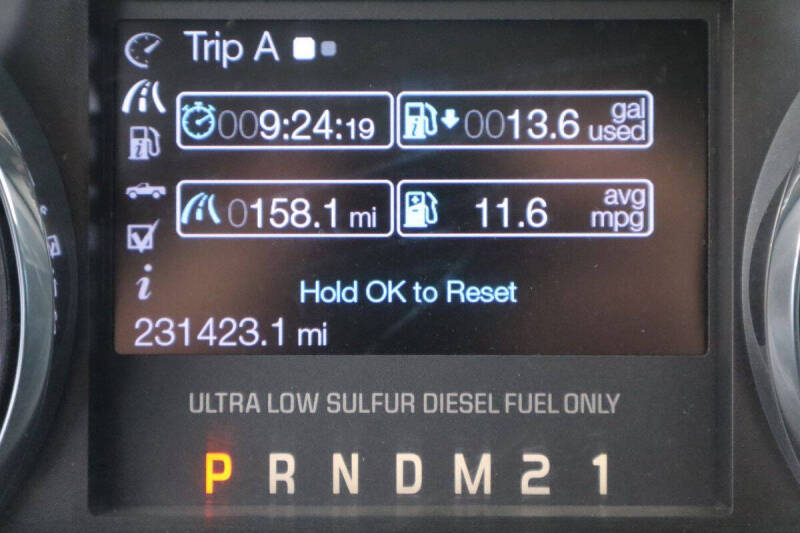 Trip A
009:24:19
0013.6 gal used
0158.1 mi
11.6 avg mpg
i
Hold OK to Reset
231423.1 mi
ULTRA LOW SULFUR DIESEL FUEL ONLY
P R N D M 2 1